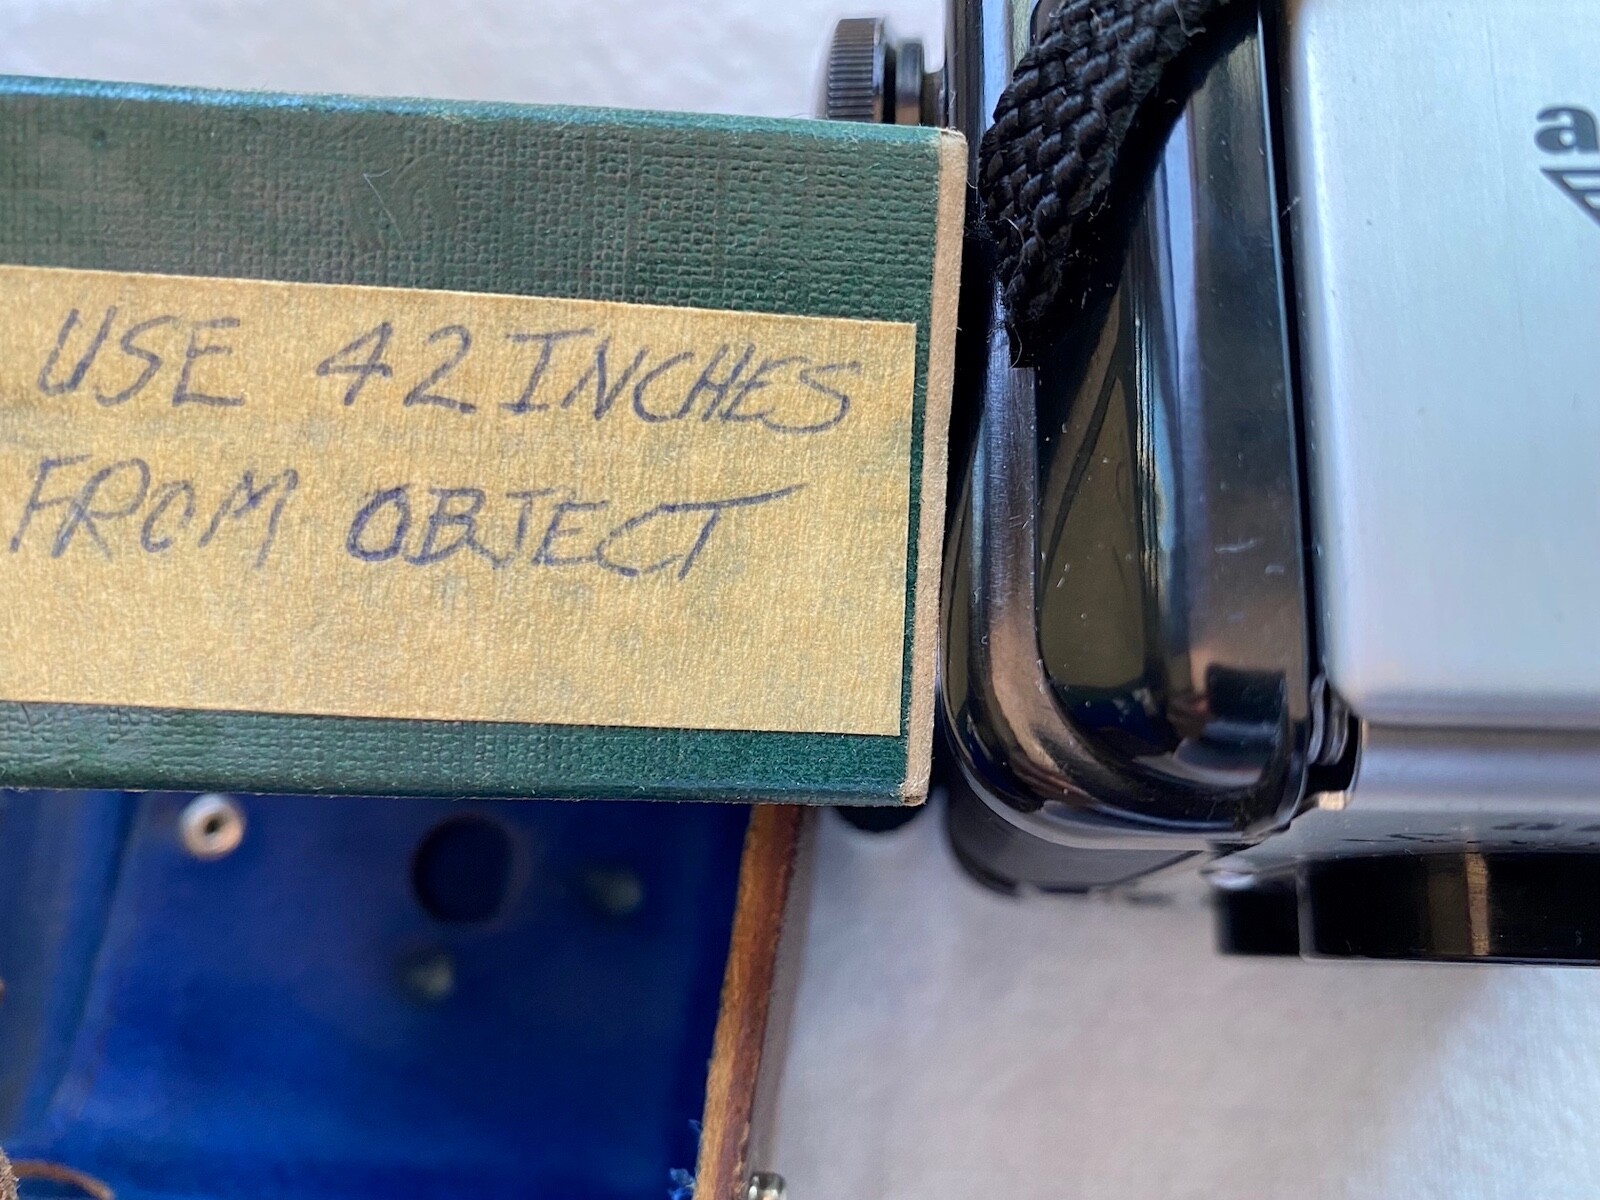 USE 42 INCHES
FROM OBJECT
a